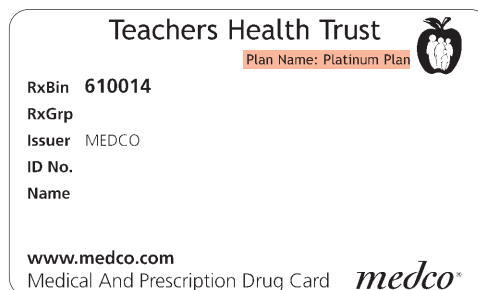 Teachers Health Trust
Plan Name: Platinum Plan
RxBin 610014
RxGrp
Issuer MEDCO
ID No.
Name
www.medco.com
Medical And Prescription Drug Card medco®